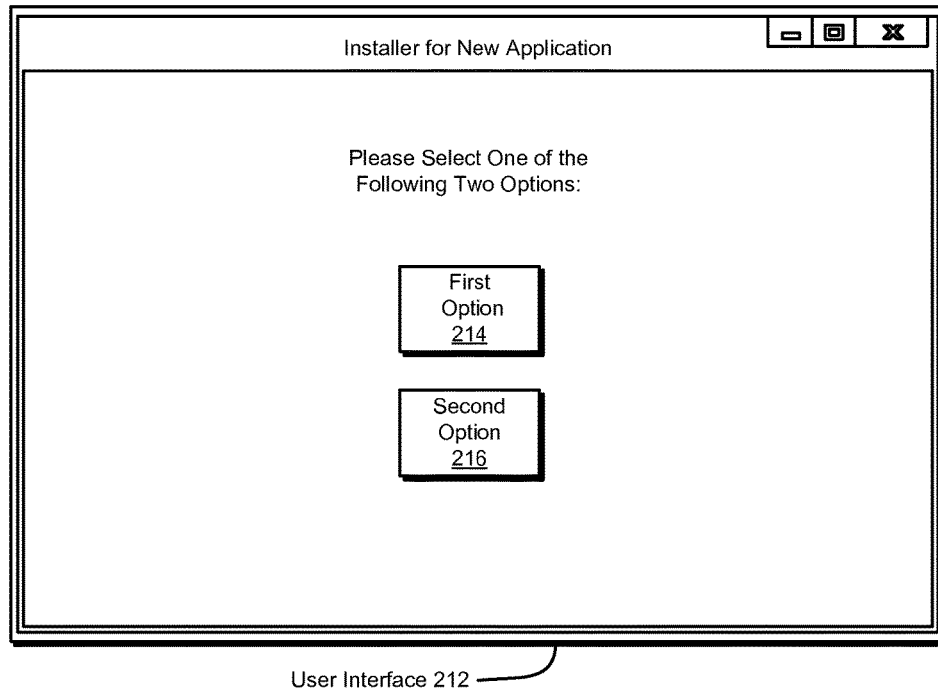 Installer for New Application
Please Select One of the
Following Two Options:
First
Option
214
Second
Option
216
User Interface 212